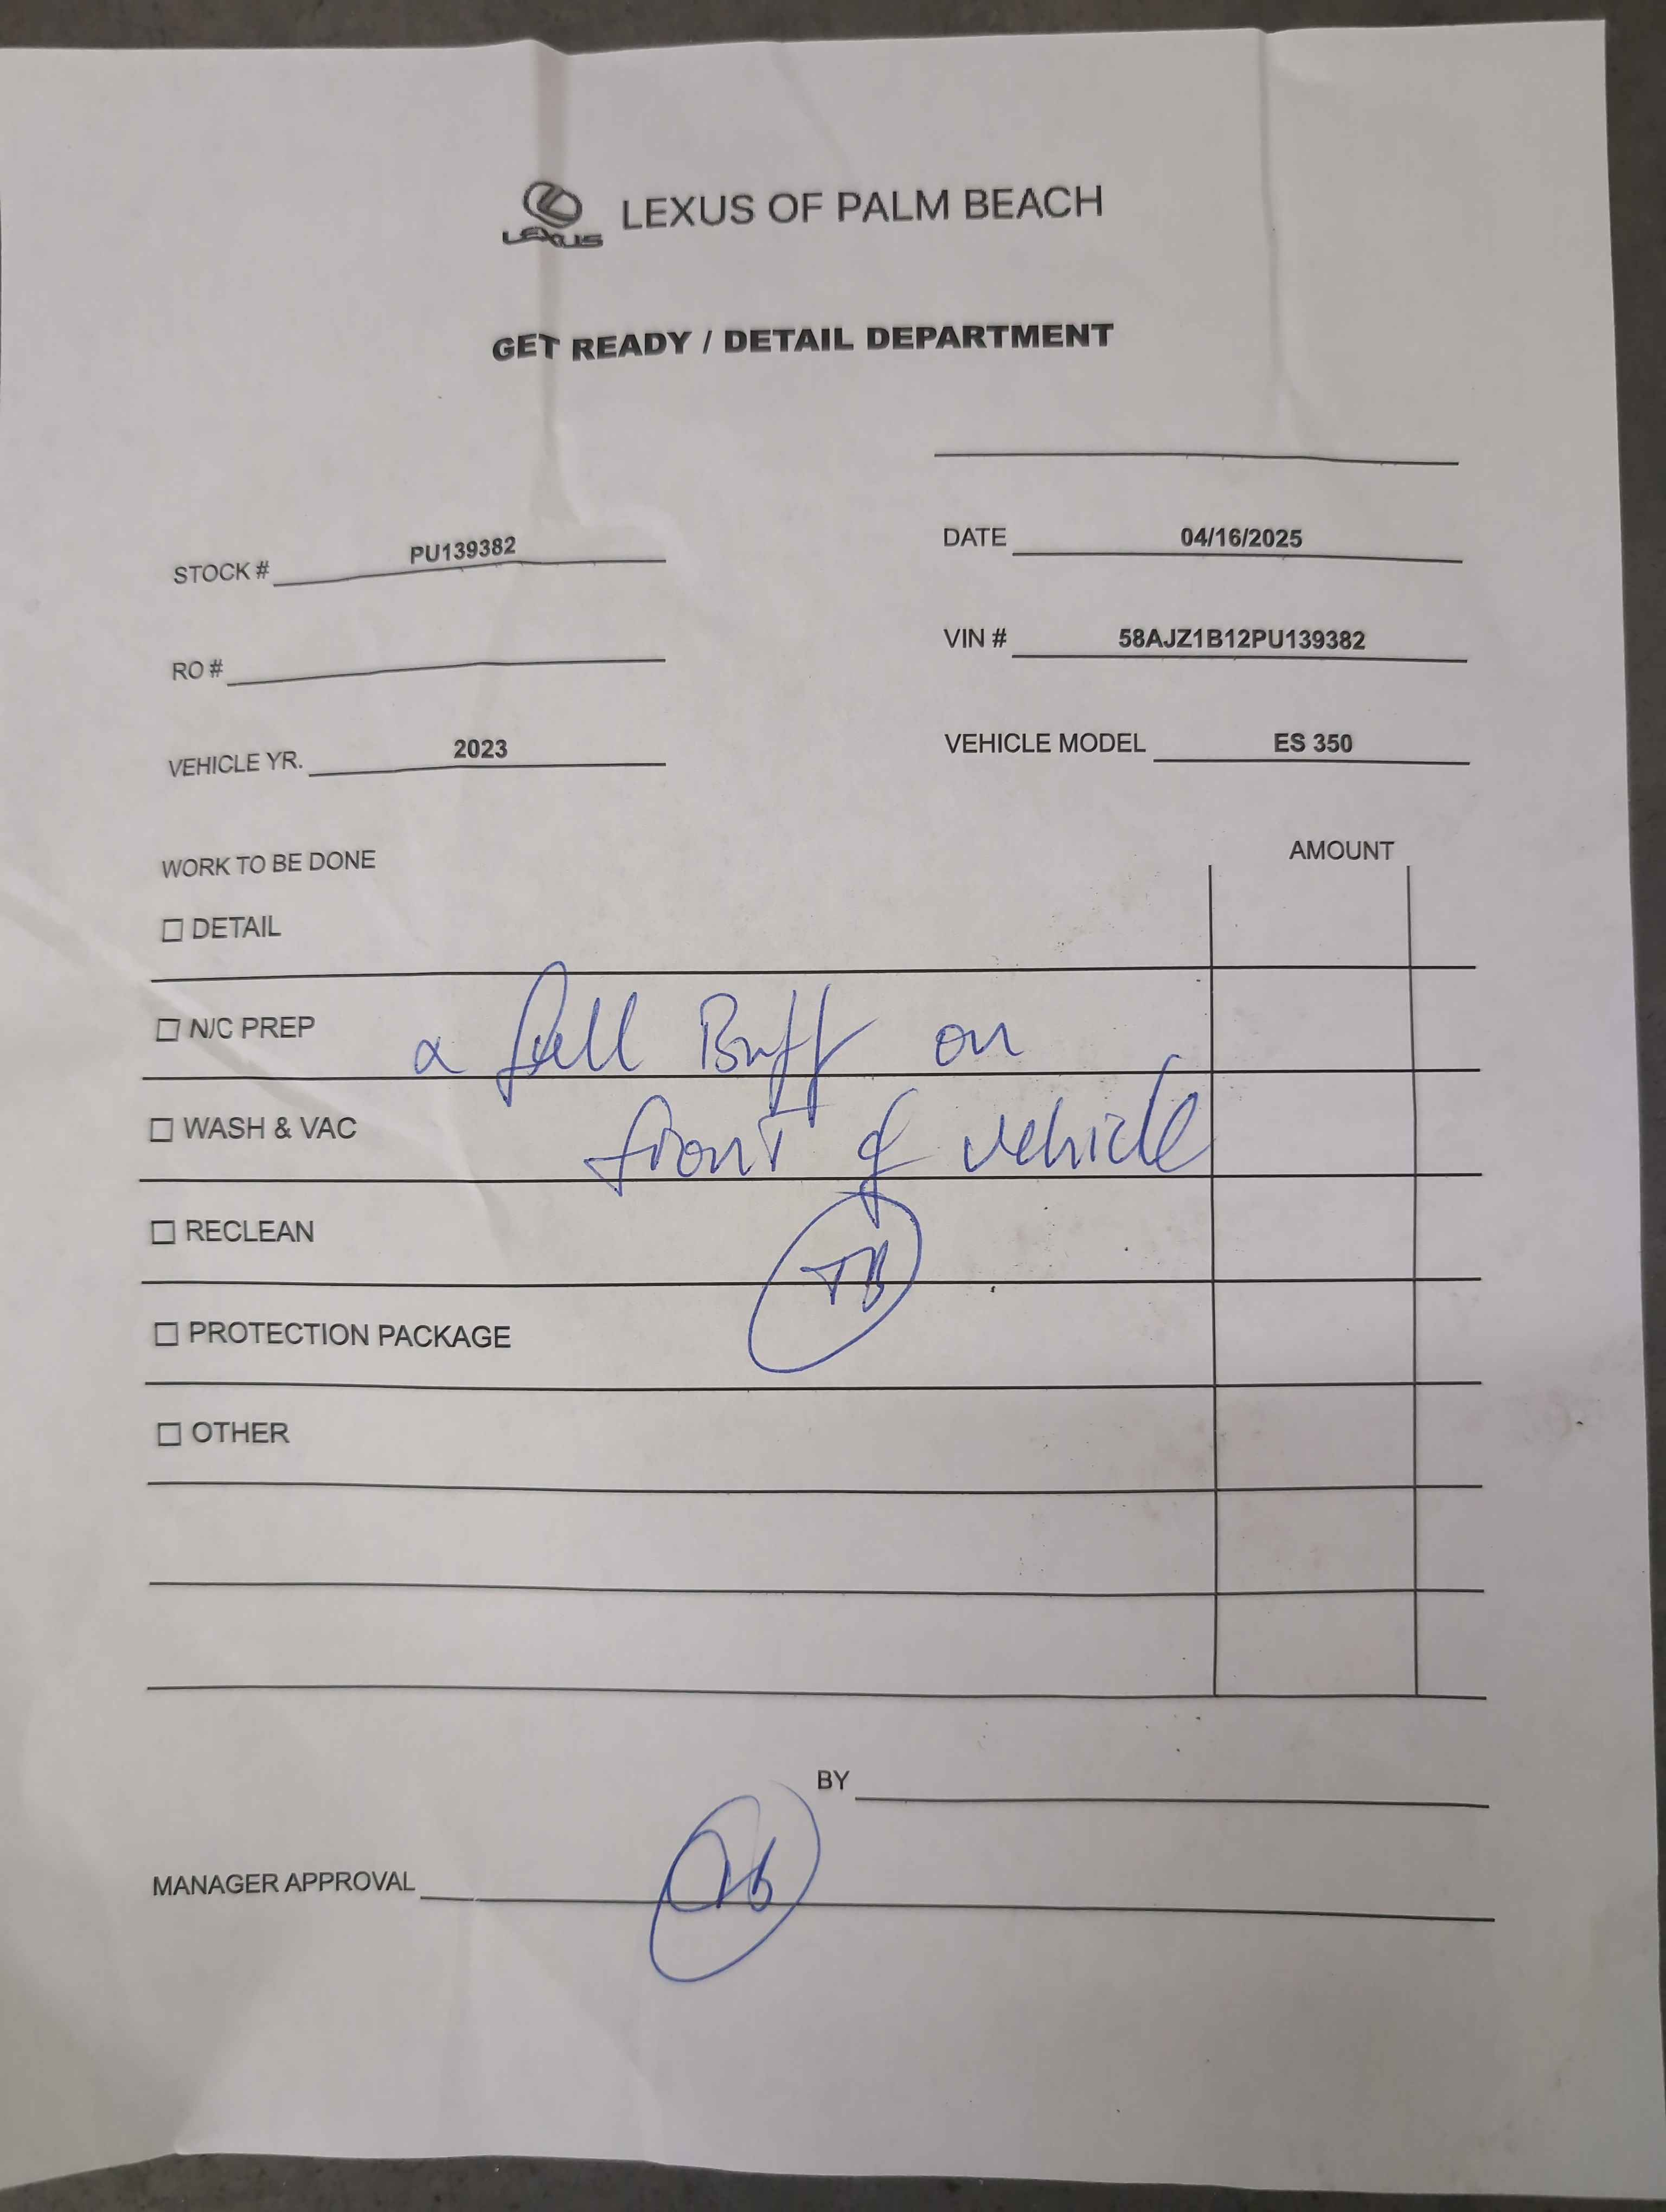 LEXUS LEXUS OF PALM BEACH
GET READY / DETAIL DEPARTMENT
STOCK # PU139382
DATE 04/16/2025
RO #
VIN # 58AJZ1B12PU139382
VEHICLE YR. 2023
VEHICLE MODEL ES 350
WORK TO BE DONE
AMOUNT
DETAIL
N/C PREP a full Buff on
WASH & VAC front of vehicle
RECLEAN TB
PROTECTION PACKAGE
OTHER
BY
MANAGER APPROVAL